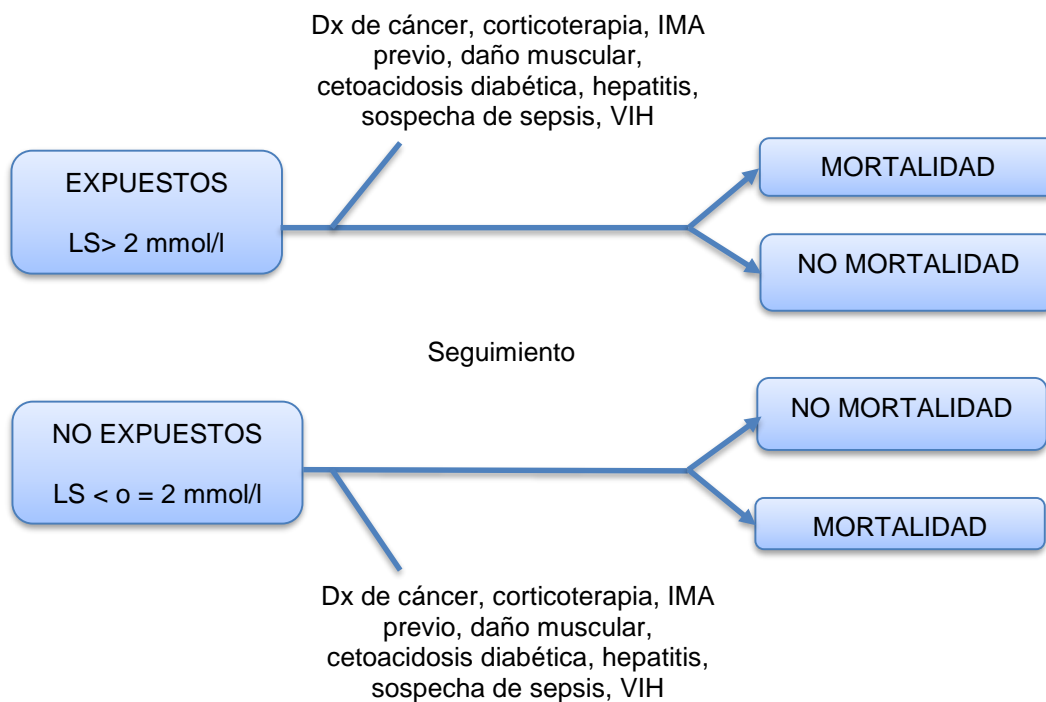 Dx de cáncer, corticoterapia, IMA
previo, daño muscular,
cetoacidosis diabética, hepatitis,
sospecha de sepsis, VIH
EXPUESTOS
LS> 2 mmol/l
MORTALIDAD
NO MORTALIDAD
Seguimiento
NO EXPUESTOS
LS < o = 2 mmol/l
NO MORTALIDAD
MORTALIDAD
Dx de cáncer, corticoterapia, IMA
previo, daño muscular,
cetoacidosis diabética, hepatitis,
sospecha de sepsis, VIH